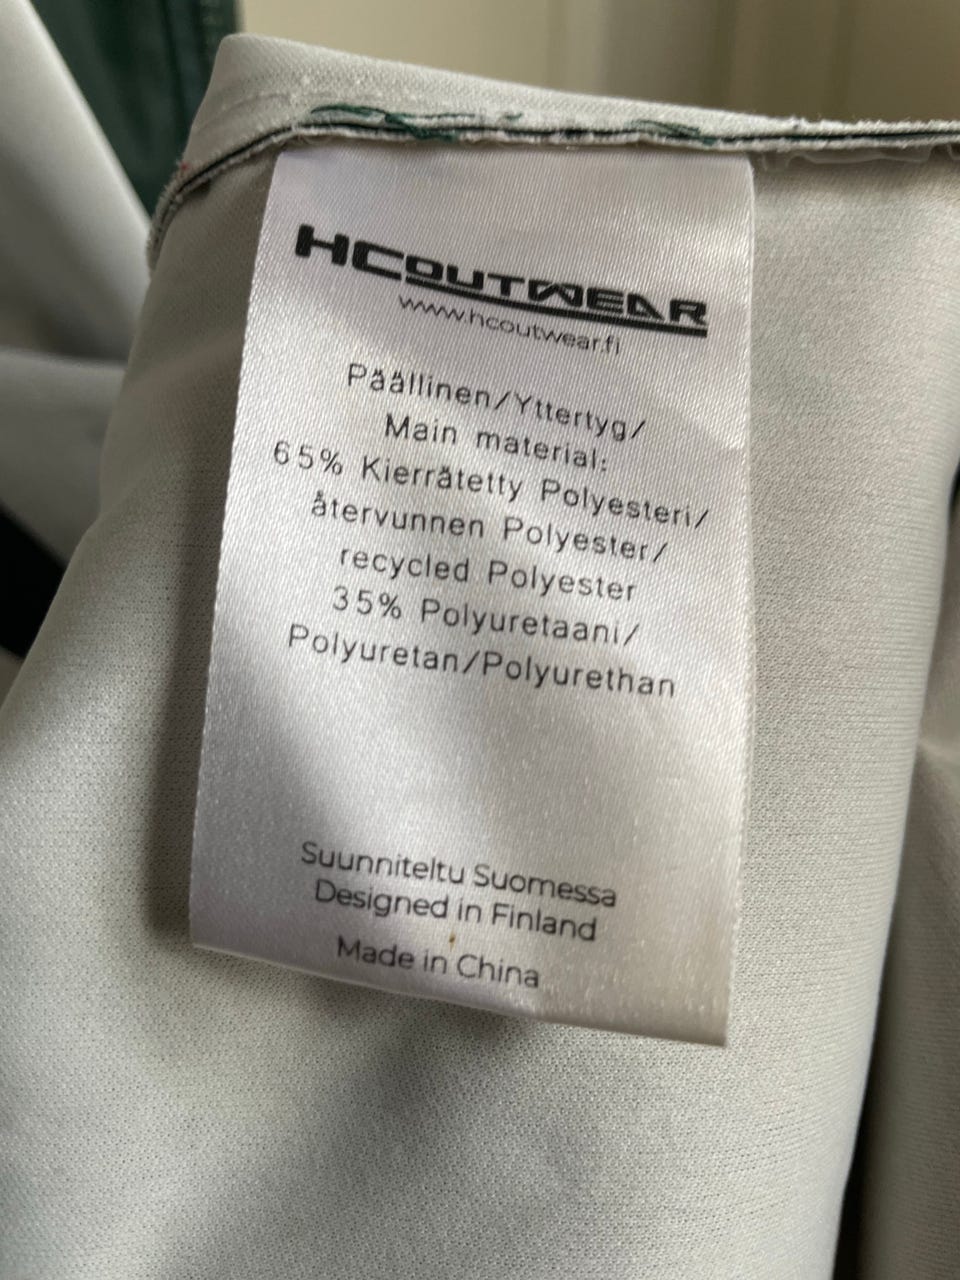 HCOUTWEAR
www.hcoutwear.fi
Päällinen/Yttertyg/
Main material:
65% Kierrätetty Polyesteri/
återvunnen Polyester/
recycled Polyester
35% Polyuretaani/
Polyuretan/Polyurethan
Suunniteltu Suomessa
Designed in Finland
Made in China